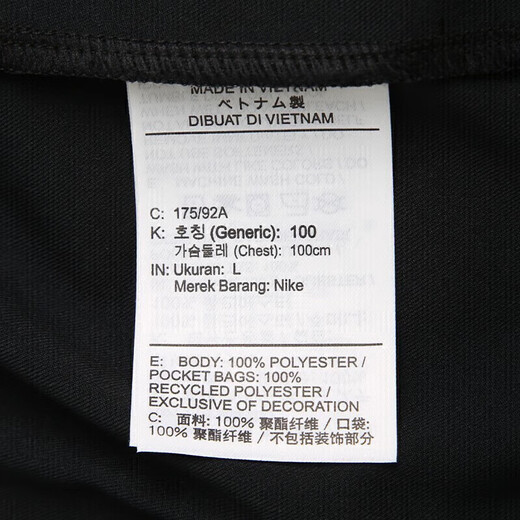 MADE IN VIETNAM
ベトナム製
DIBUAT DI VIETNAM
C: 175/92A
K: 호칭 (Generic): 100
가슴둘레 (Chest): 100cm
IN: Ukuran: L
Merek Barang: Nike
E: BODY: 100% POLYESTER /
POCKET BAGS: 100%
RECYCLED POLYESTER /
EXCLUSIVE OF DECORATION
C: 面料: 100% 聚酯纤维 / 口袋:
100% 聚酯纤维 / 不包括装饰部分